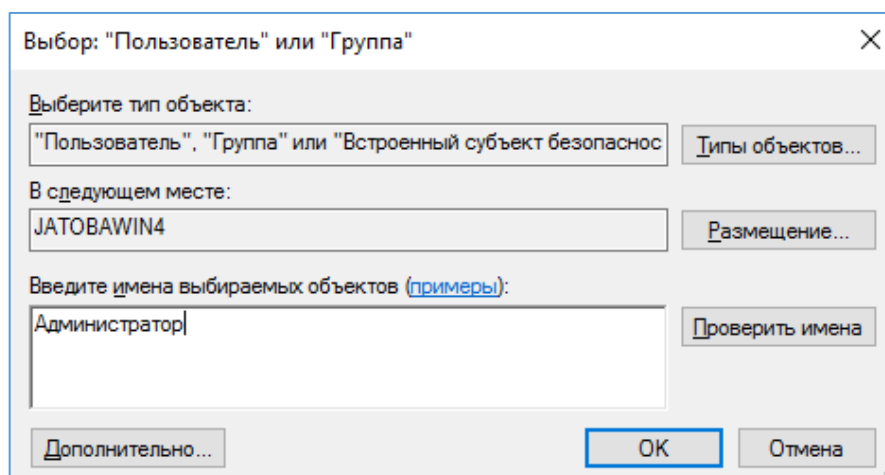 Выбор: "Пользователь" или "Группа"
Выберите тип объекта:
"Пользователь", "Группа" или "Встроенный субъект безопаснос
Типы объектов...
В следующем месте:
JATOBAWIN4
Размещение...
Введите имена выбираемых объектов (примеры):
Администратор
Проверить имена
Дополнительно...
OK
Отмена